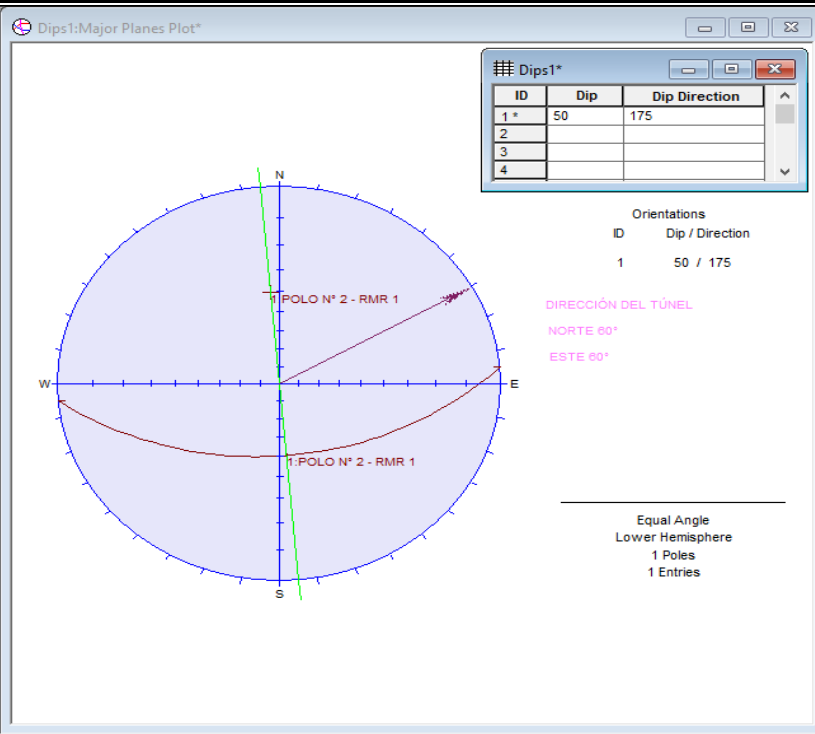 Dips1:Major Planes Plot*
Dips1*
ID Dip Dip Direction
1 * 50 175
2
3
4
Orientations
ID Dip / Direction
1 50 / 175
DIRECCIÓN DEL TÚNEL
NORTE 60°
ESTE 60°
N
1:POLO N° 2 - RMR 1
W
E
1:POLO N° 2 - RMR 1
S
Equal Angle
Lower Hemisphere
1 Poles
1 Entries